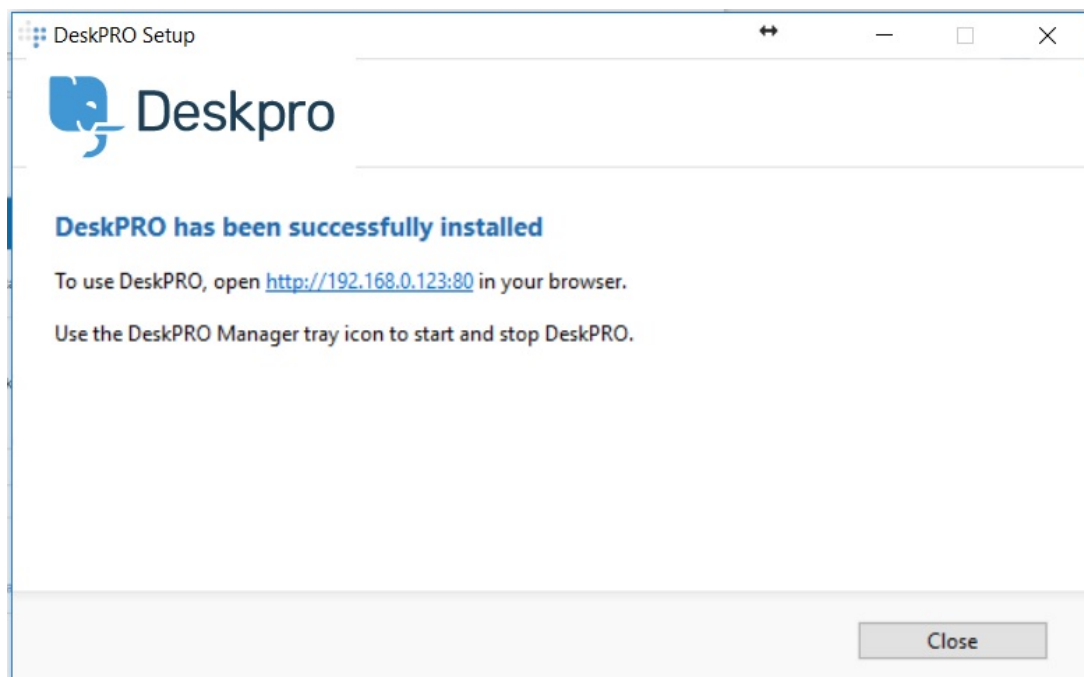 DeskPRO Setup
Deskpro
DeskPRO has been successfully installed
To use DeskPRO, open http://192.168.0.123:80 in your browser.
Use the DeskPRO Manager tray icon to start and stop DeskPRO.
Close